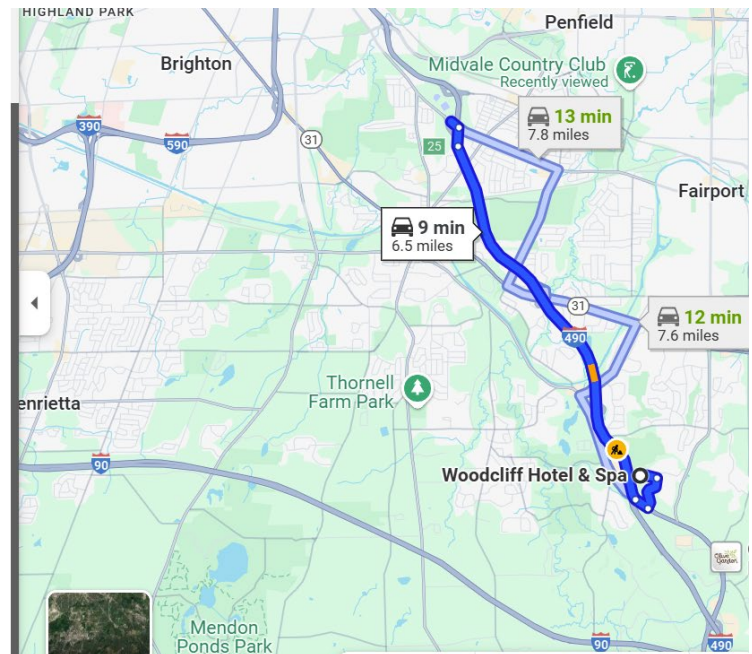 HIGHLAND PARK
Penfield
Brighton
Midvale Country Club
Recently viewed
390
590
31
25
13 min
7.8 miles
Fairport
9 min
6.5 miles
31
12 min
7.6 miles
490
Thornell
Farm Park
enrietta
90
Woodcliff Hotel & Spa
Olive
Garden
Mendon
Ponds Park
90
490